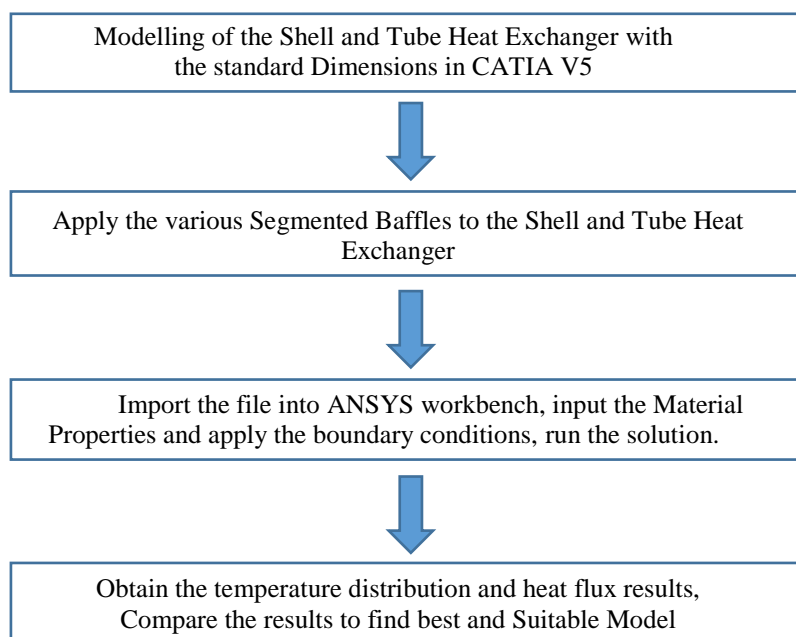 Modelling of the Shell and Tube Heat Exchanger with
the standard Dimensions in CATIA V5
Apply the various Segmented Baffles to the Shell and Tube Heat
Exchanger
Import the file into ANSYS workbench, input the Material
Properties and apply the boundary conditions, run the solution.
Obtain the temperature distribution and heat flux results,
Compare the results to find best and Suitable Model